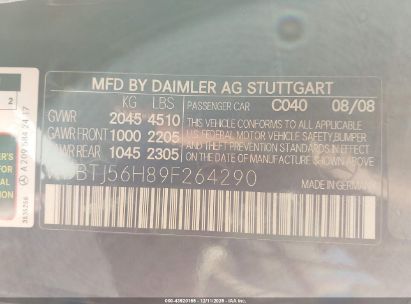 MFD BY DAIMLER AG STUTTGART
KG LBS PASSENGER CAR C040 08/08
GVWR 2045 4510
GAWR FRONT 1000 2205
GAWR REAR 1045 2305
THIS VEHICLE CONFORMS TO ALL APPLICABLE
U.S. FEDERAL MOTOR VEHICLE SAFETY, BUMPER
AND THEFT PREVENTION STANDARDS IN EFFECT
ON THE DATE OF MANUFACTURE SHOWN ABOVE.
BTJ56H89F264290
MADE IN GERMANY
2